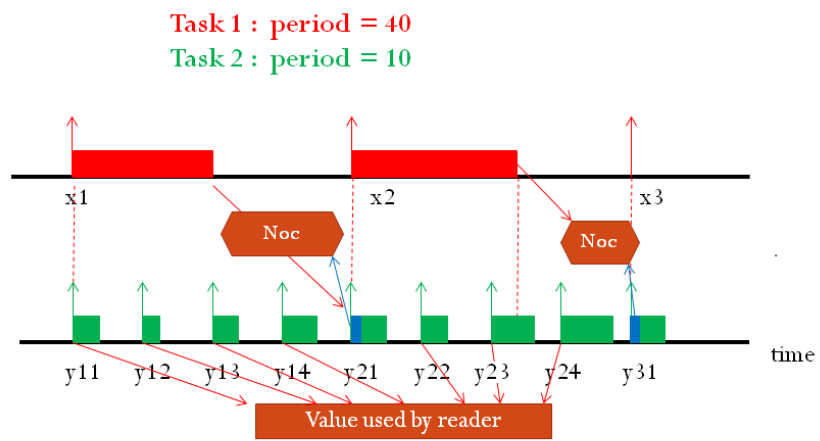 Task 1 : period = 40
Task 2 : period = 10
x1 x2 x3
Noc Noc
y11 y12 y13 y14 y21 y22 y23 y24 y31 time
Value used by reader